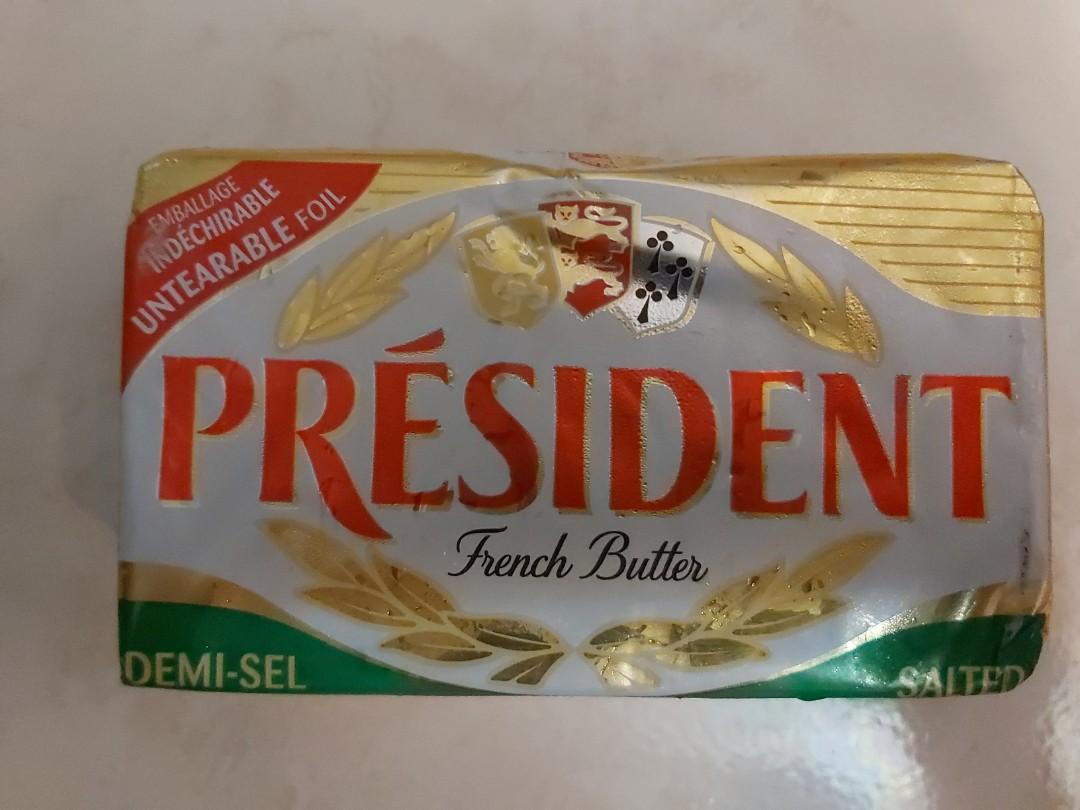 EMBALLAGE
INDÉCHIRABLE
UNTEARABLE FOIL
PRÉSIDENT
French Butter
DEMI-SEL
SALTED